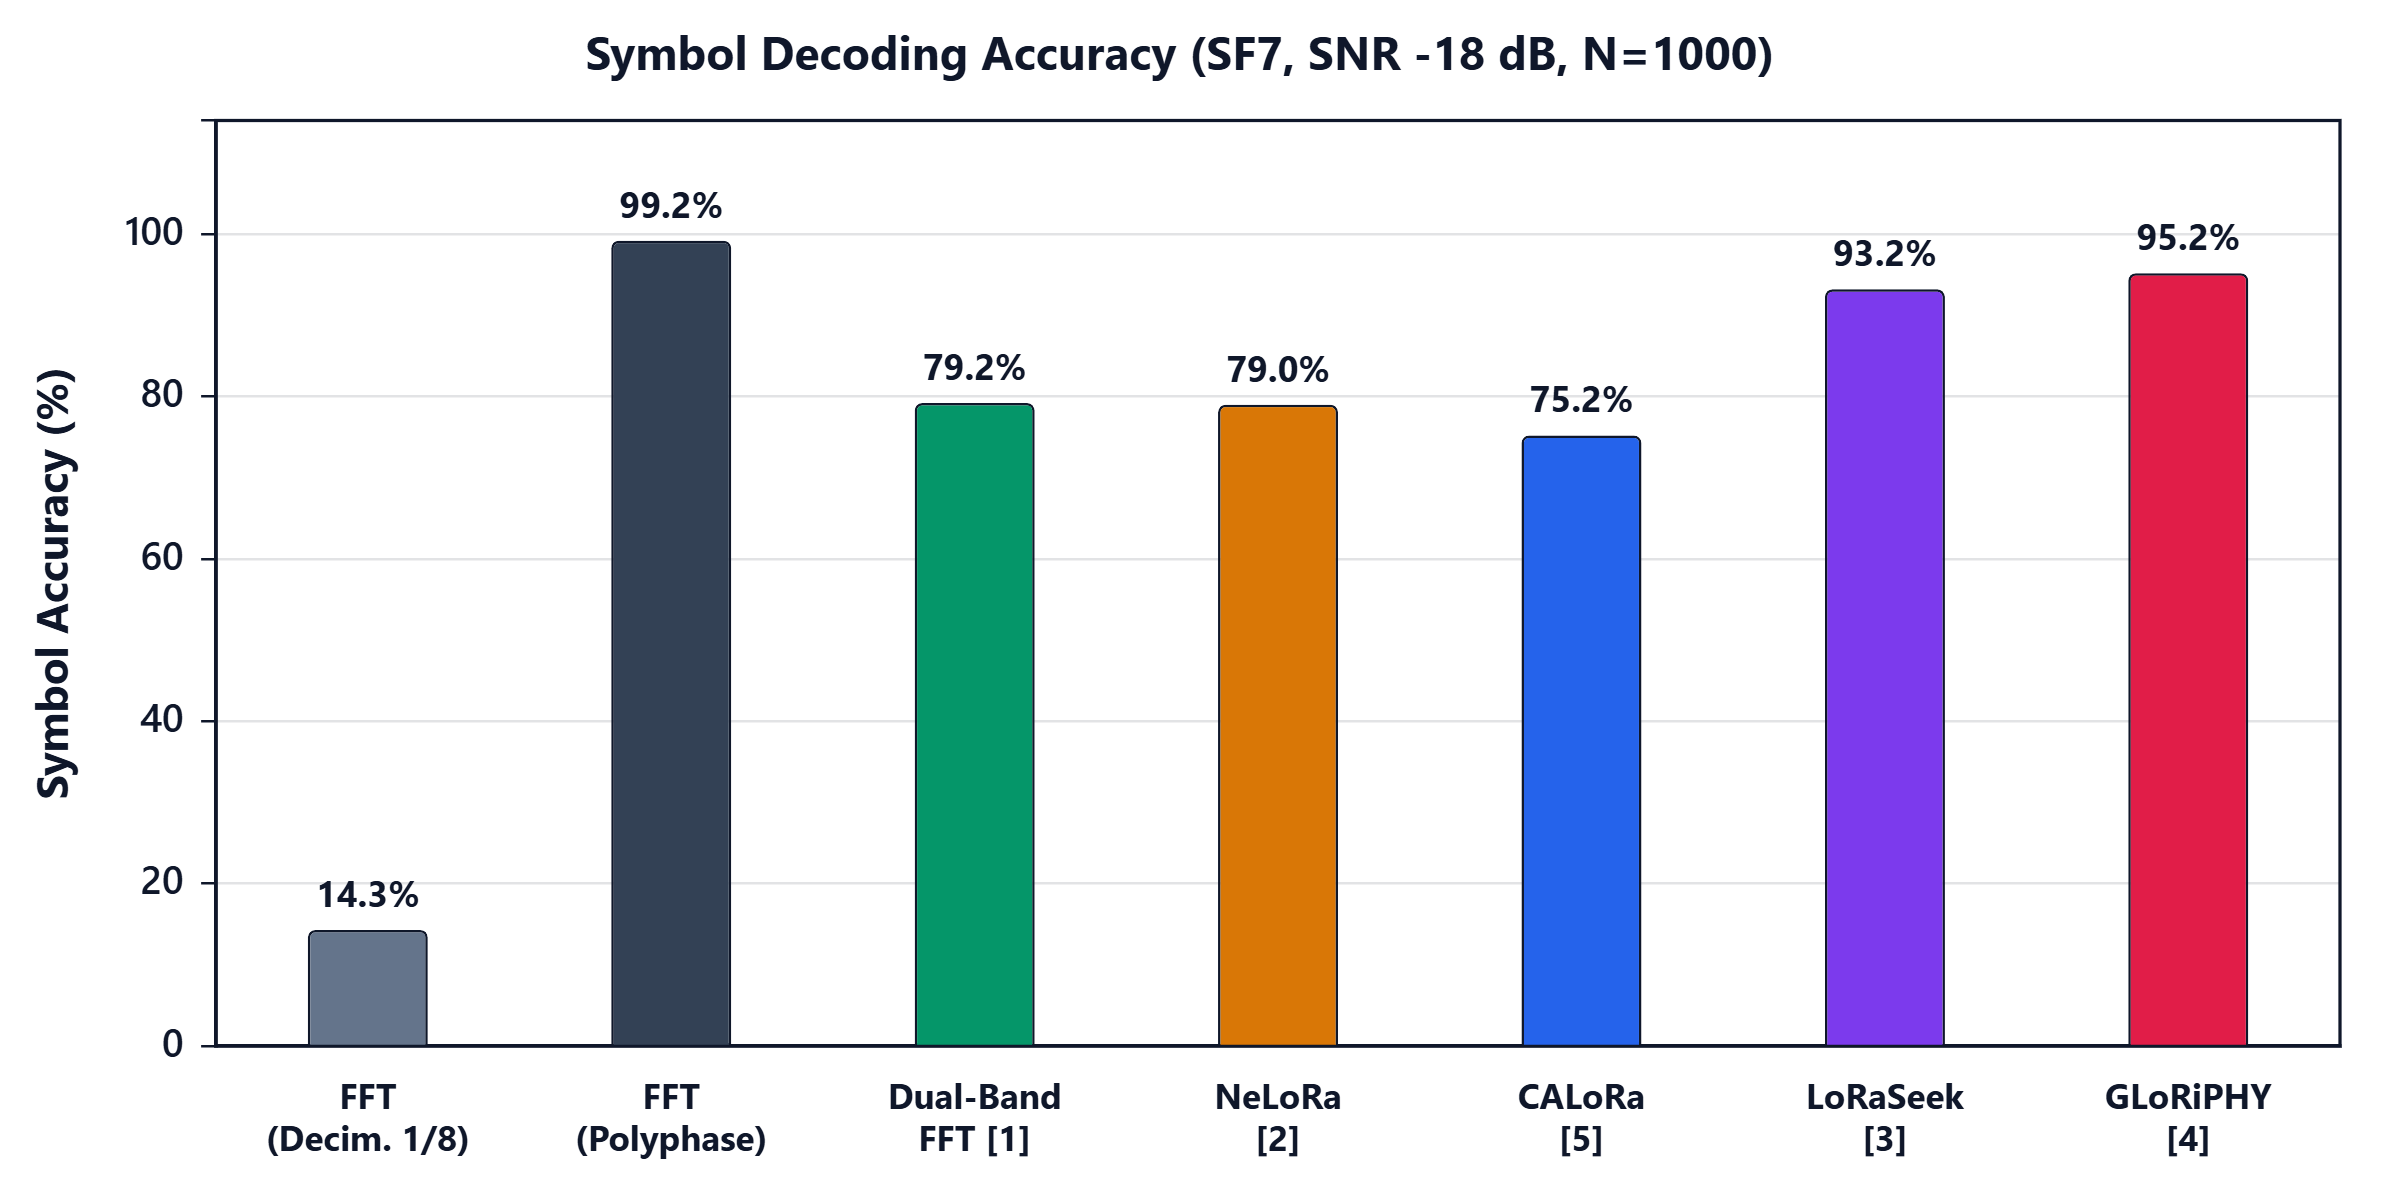 Symbol Decoding Accuracy (SF7, SNR -18 dB, N=1000)
Symbol Accuracy (%)
100
80
60
40
20
0
14.3%
99.2%
79.2%
79.0%
75.2%
93.2%
95.2%
FFT
(Decim. 1/8)
FFT
(Polyphase)
Dual-Band
FFT [1]
NeLoRa
[2]
CALoRa
[5]
LoRaSeek
[3]
GLoRiPHY
[4]